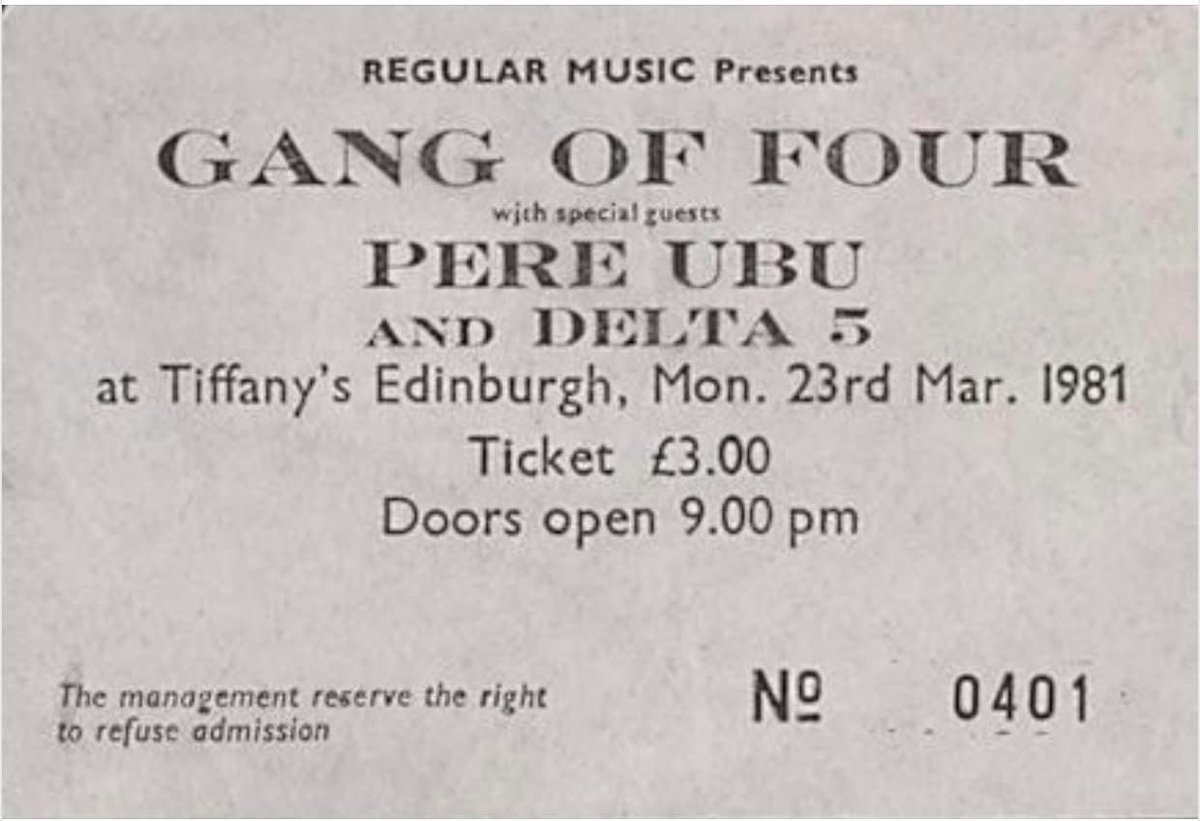 REGULAR MUSIC Presents
GANG OF FOUR
with special guests
PERE UBU
AND DELTA 5
at Tiffany's Edinburgh, Mon. 23rd Mar. 1981
Ticket £3.00
Doors open 9.00 pm
The management reserve the right
to refuse admission
Nº 0401